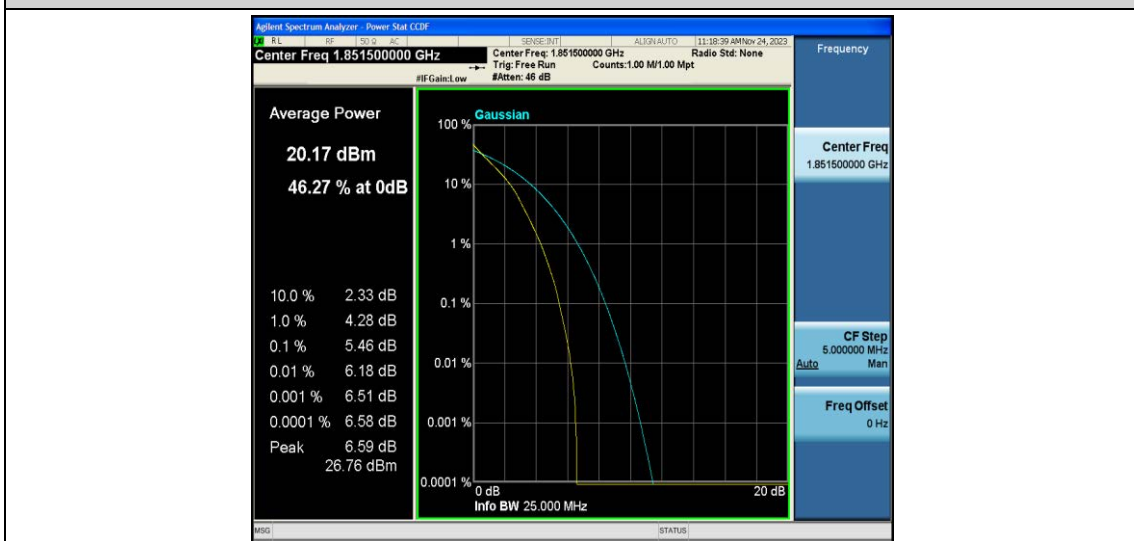 Agilent Spectrum Analyzer - Power Stat CCDF
RL RF 50 Ω AC SENSE:INT ALIGN AUTO 11:18:39 AM Nov 24, 2023
Center Freq 1.851500000 GHz
Center Freq: 1.851500000 GHz Radio Std: None
Trig: Free Run Counts:1.00 M/1.00 Mpt
#IFGain:Low #Atten: 46 dB
Frequency
Average Power
20.17 dBm
46.27 % at 0dB
10.0 % 2.33 dB
1.0 % 4.28 dB
0.1 % 5.46 dB
0.01 % 6.18 dB
0.001 % 6.51 dB
0.0001 % 6.58 dB
Peak 6.59 dB
26.76 dBm
Gaussian
100 %
10 %
1 %
0.1 %
0.01 %
0.001 %
0.0001 %
0 dB 20 dB
Info BW 25.000 MHz
Center Freq
1.851500000 GHz
CF Step
5.000000 MHz
Auto Man
Freq Offset
0 Hz
MSG STATUS